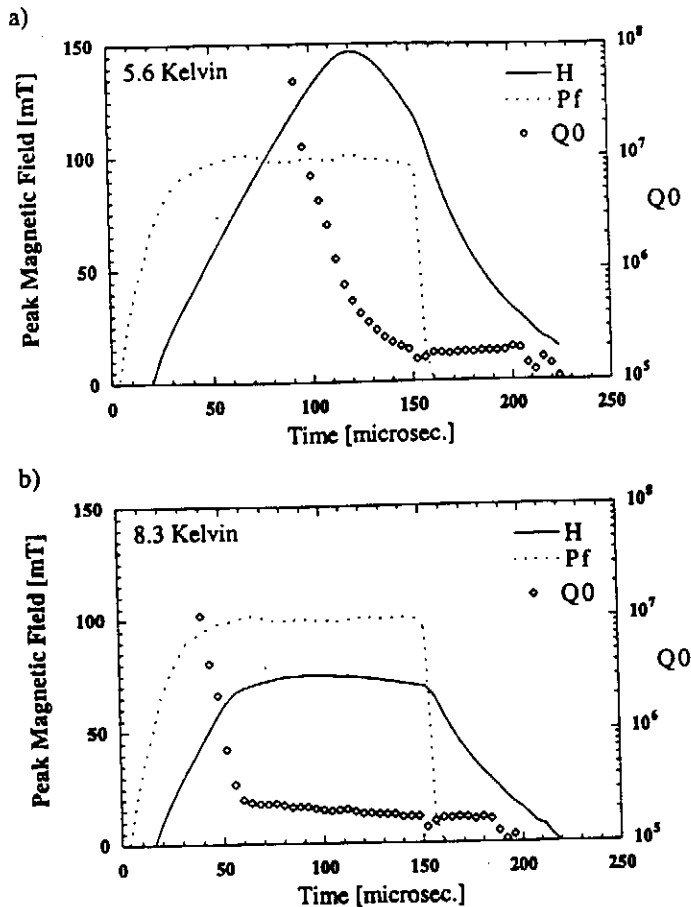 a)
5.6 Kelvin
H
Pf
Q0
150
100
50
0
10⁸
10⁷
10⁶
10⁵
Peak Magnetic Field [mT]
Q0
0 50 100 150 200 250
Time [microsec.]
b)
8.3 Kelvin
H
Pf
Q0
150
100
50
0
10⁸
10⁷
10⁶
10⁵
Peak Magnetic Field [mT]
Q0
0 50 100 150 200 250
Time [microsec.]